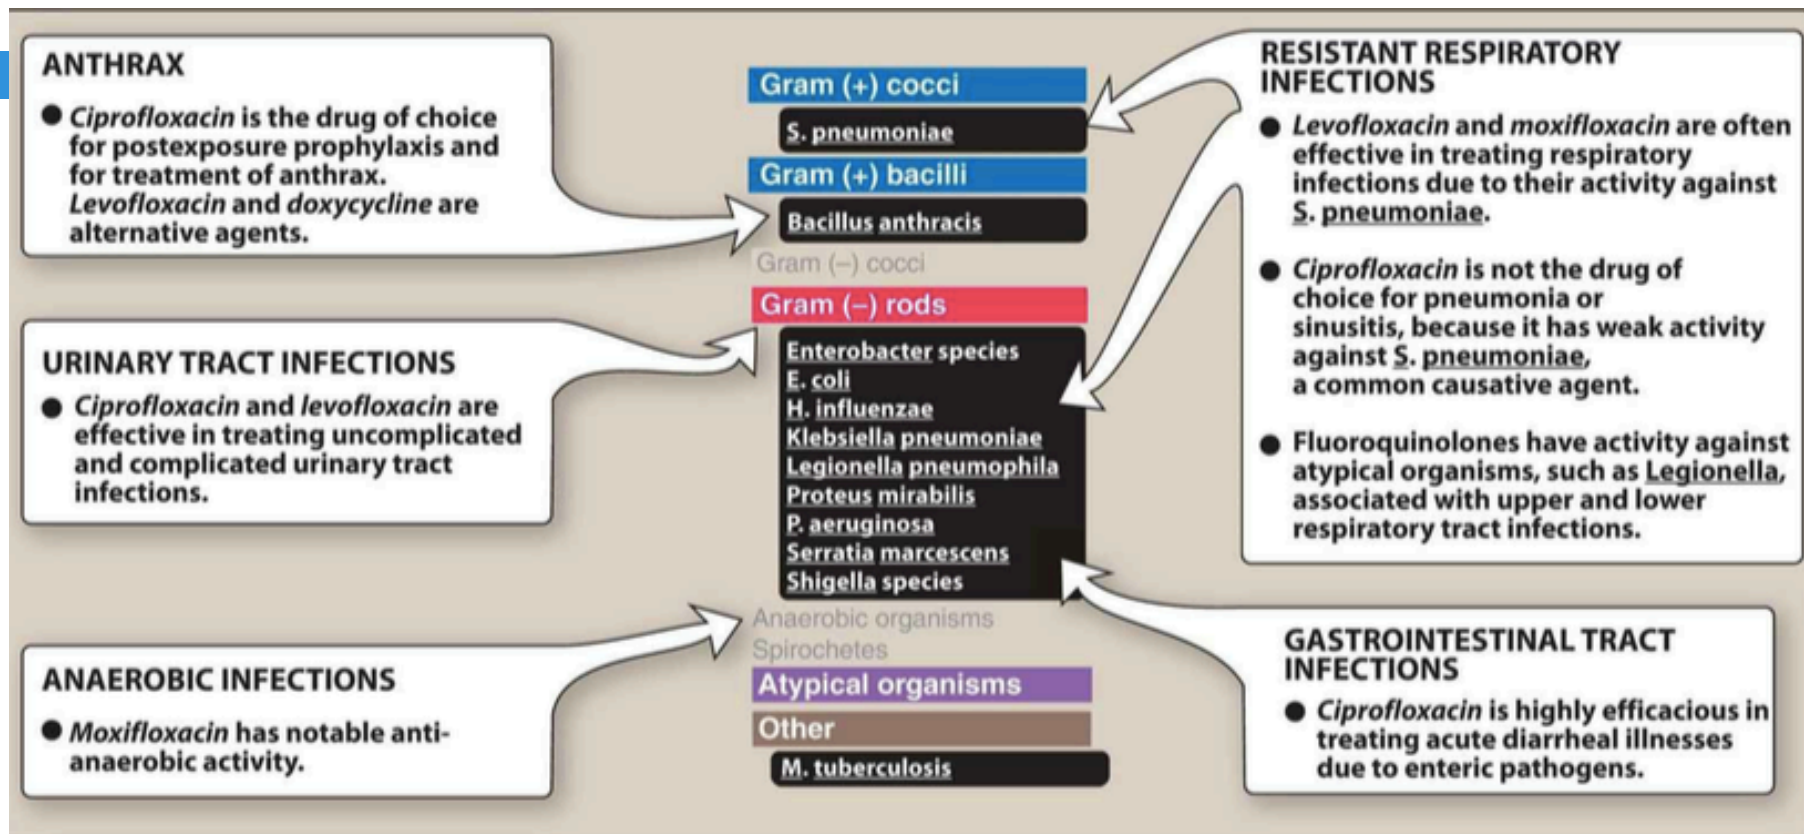 ANTHRAX
● Ciprofloxacin is the drug of choice
for postexposure prophylaxis and
for treatment of anthrax.
Levofloxacin and doxycycline are
alternative agents.
URINARY TRACT INFECTIONS
● Ciprofloxacin and levofloxacin are
effective in treating uncomplicated
and complicated urinary tract
infections.
ANAEROBIC INFECTIONS
● Moxifloxacin has notable anti-
anaerobic activity.
Gram (+) cocci
S. pneumoniae
Gram (+) bacilli
Bacillus anthracis
Gram (–) cocci
Gram (–) rods
Enterobacter species
E. coli
H. influenzae
Klebsiella pneumoniae
Legionella pneumophila
Proteus mirabilis
P. aeruginosa
Serratia marcescens
Shigella species
Anaerobic organisms
Spirochetes
Atypical organisms
Other
M. tuberculosis
RESISTANT RESPIRATORY
INFECTIONS
● Levofloxacin and moxifloxacin are often
effective in treating respiratory
infections due to their activity against
S. pneumoniae.
● Ciprofloxacin is not the drug of
choice for pneumonia or
sinusitis, because it has weak activity
against S. pneumoniae,
a common causative agent.
● Fluoroquinolones have activity against
atypical organisms, such as Legionella,
associated with upper and lower
respiratory tract infections.
GASTROINTESTINAL TRACT
INFECTIONS
● Ciprofloxacin is highly efficacious in
treating acute diarrheal illnesses
due to enteric pathogens.